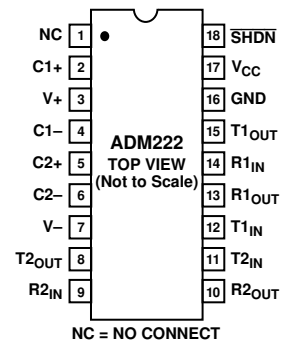 NC 1 18 SHDN
C1+ 2 17 VCC
V+ 3 16 GND
C1– 4 15 T1OUT
ADM222
C2+ 5 TOP VIEW 14 R1IN
(Not to Scale)
C2– 6 13 R1OUT
V– 7 12 T1IN
T2OUT 8 11 T2IN
R2IN 9 10 R2OUT
NC = NO CONNECT